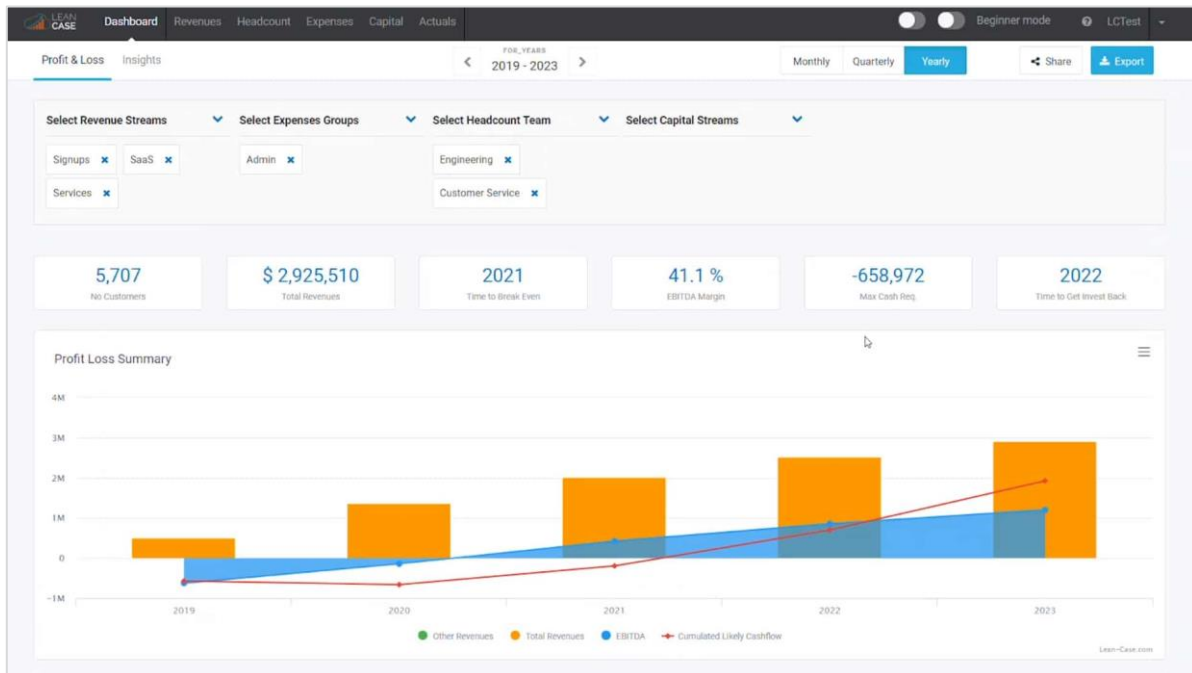 LEAN
CASE
Dashboard Revenues Headcount Expenses Capital Actuals
Beginner mode LCTest
Profit & Loss Insights
FOR_YEARS
2019 - 2023
Monthly Quarterly Yearly
Share Export
Select Revenue Streams Select Expenses Groups Select Headcount Team Select Capital Streams
Signups SaaS Admin Engineering
Services Customer Service
5,707 $ 2,925,510 2021 41.1 % -658,972 2022
No Customers Total Revenues Time to Break Even EBITDA Margin Max Cash Req. Time to Get Invest Back
Profit Loss Summary
4M
3M
2M
1M
0
-1M
2019 2020 2021 2022 2023
Other Revenues Total Revenues EBITDA Cumulated Likely Cashflow
Lean-Case.com